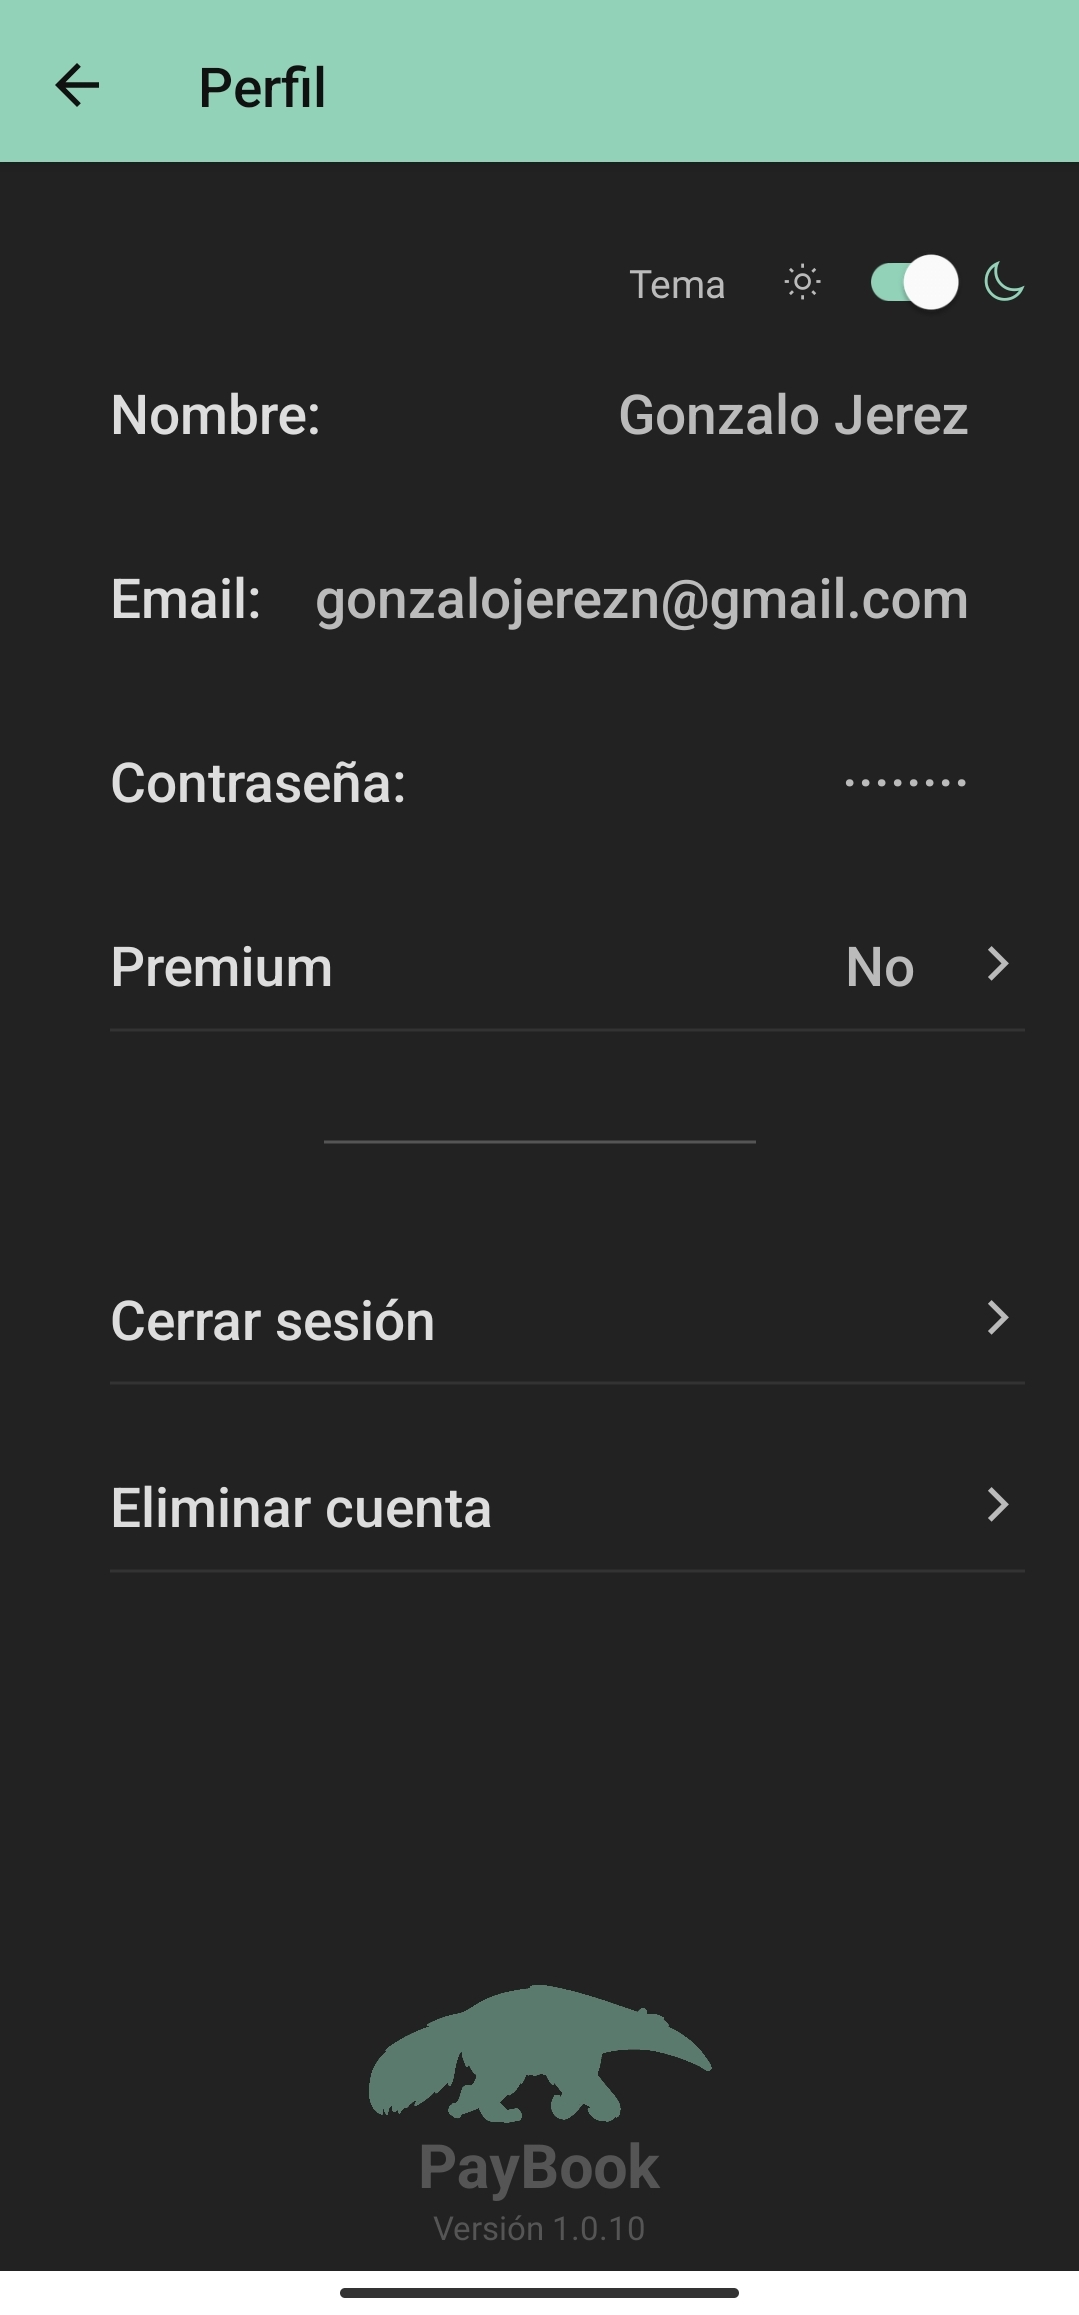 Perfil
Tema
Nombre: Gonzalo Jerez
Email: gonzalojerezn@gmail.com
Contraseña: ········
Premium No
Cerrar sesión
Eliminar cuenta
PayBook
Versión 1.0.10